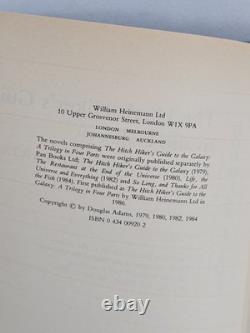 William Heinemann Ltd
10 Upper Grosvenor Street, London W1X 9PA
LONDON MELBOURNE
JOHANNESBURG AUCKLAND
The novels comprising The Hitch Hiker's Guide to the Galaxy:
A Trilogy in Four Parts were originally published separately by
Pan Books Ltd: The Hitch Hiker's Guide to the Galaxy (1979),
The Restaurant at the End of the Universe (1980), Life, the
Universe and Everything (1982) and So Long, and Thanks for All
the Fish (1984). First published as The Hitch Hiker's Guide to the
Galaxy: A Trilogy in Four Parts by William Heinemann Ltd in
1986.
Copyright © by Douglas Adams, 1979, 1980, 1982, 1984
ISBN 0 434 00920 2
© 102e